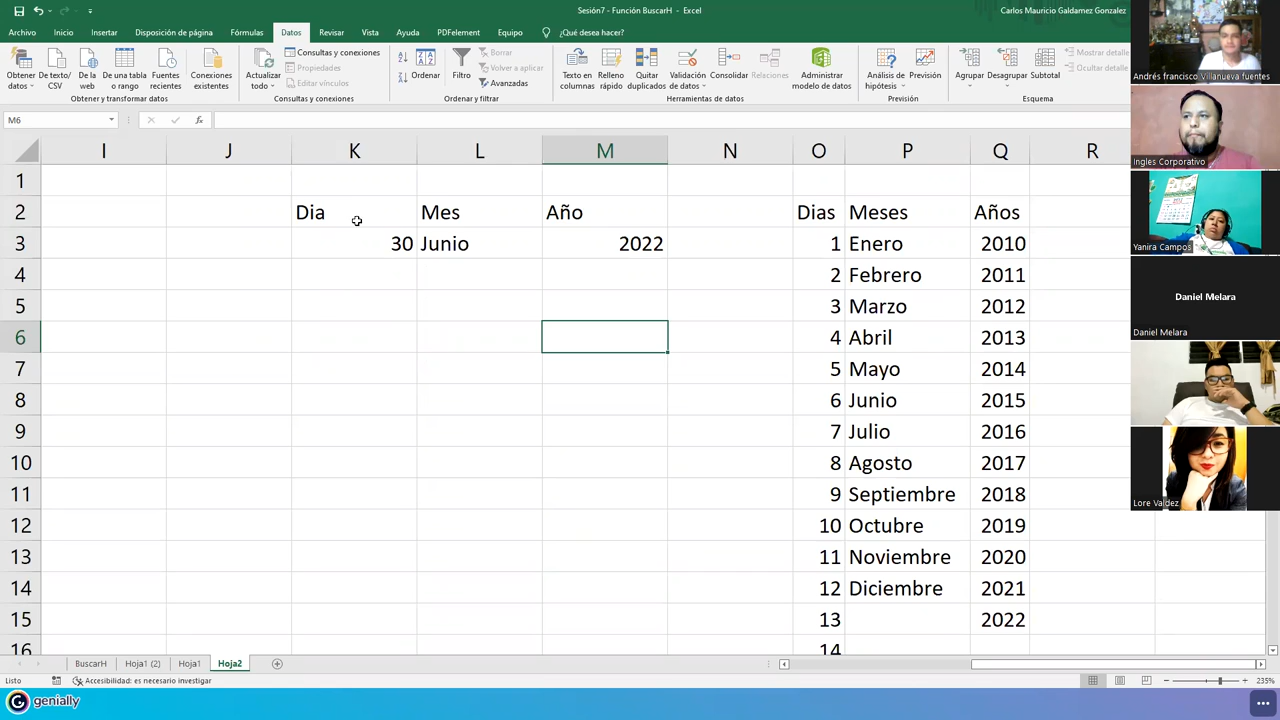 Sesión7 - Función BuscarH - Excel
Carlos Mauricio Galdamez Gonzalez
Archivo Inicio Insertar Disposición de página Fórmulas Datos Revisar Vista Ayuda PDFelement Equipo ¿Qué desea hacer?
Obtener datos
De texto/CSV
De la web
De una tabla o rango
Fuentes recientes
Conexiones existentes
Obtener y transformar datos
Actualizar todo
Consultas y conexiones
Propiedades
Editar vínculos
Consultas y conexiones
Ordenar
Filtro
Borrar
Volver a aplicar
Avanzadas
Ordenar y filtrar
Texto en columnas
Relleno rápido
Quitar duplicados
Validación de datos
Consolidar
Relaciones
Administrar modelo de datos
Herramientas de datos
Análisis de hipótesis
Previsión
Previsión
Agrupar
Desagrupar
Subtotal
Mostrar detalle
Ocultar detalle
Esquema
M6
I J K L M N O P Q R
1
2 Dia Mes Año Dias Meses Años
3 30 Junio 2022 1 Enero 2010
4 2 Febrero 2011
5 3 Marzo 2012
6 4 Abril 2013
7 5 Mayo 2014
8 6 Junio 2015
9 7 Julio 2016
10 8 Agosto 2017
11 9 Septiembre 2018
12 10 Octubre 2019
13 11 Noviembre 2020
14 12 Diciembre 2021
15 13 2022
16 14
BuscarH Hoja1 (2) Hoja1 Hoja2
Listo Accesibilidad: es necesario investigar 235%
genially
Andrés francisco Villanueva fuentes
Ingles Corporativo
Yanira Campos
Daniel Melara
Daniel Melara
Lore Valdez